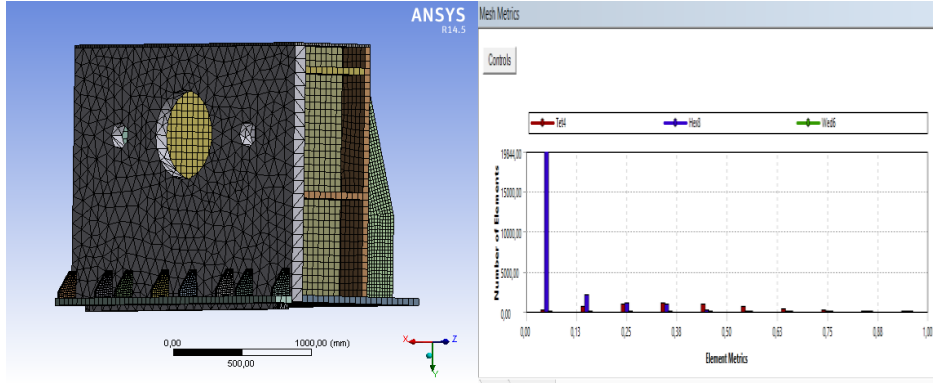 ANSYS
R14.5
0,00
1000,00 (mm)
500,00
X
Z
Y
Mesh Metrics
Controls
Tet4
Hex8
Wed6
Number of Elements
19844,00
15000,00
10000,00
5000,00
0,00
0,00 0,13 0,25 0,38 0,50 0,63 0,75 0,88 1,00
Element Metrics